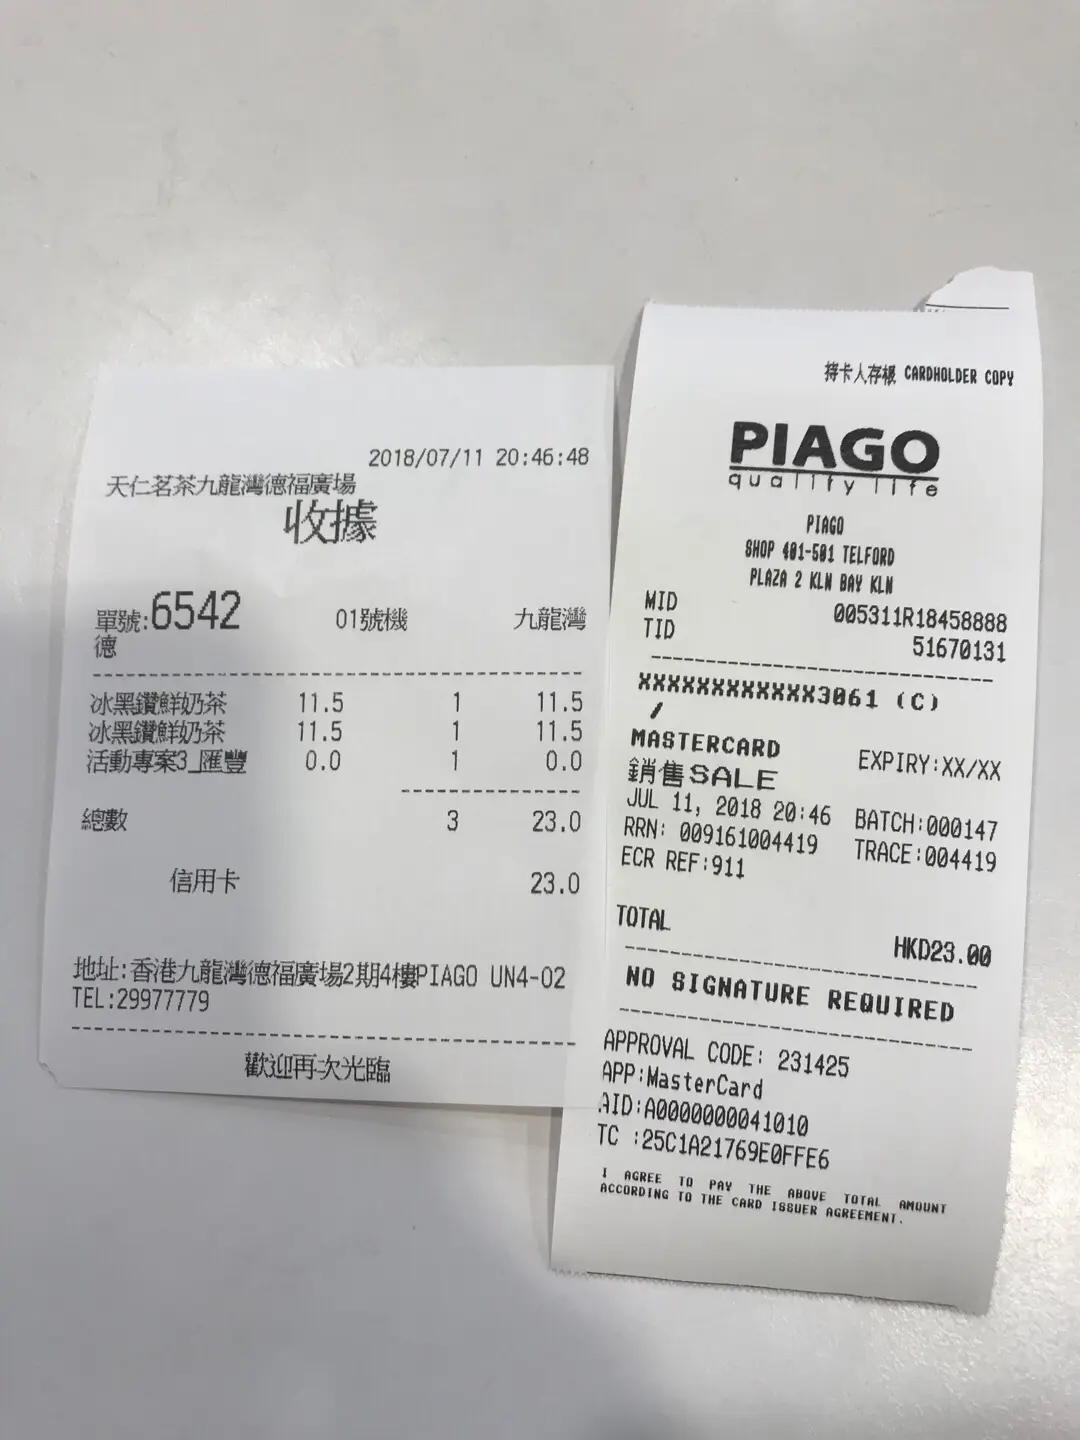 2018/07/11 20:46:48
天仁茗茶九龍灣德福廣場
收據
單號:6542 01號機 九龍灣
德
冰黑鑽鮮奶茶 11.5 1 11.5
冰黑鑽鮮奶茶 11.5 1 11.5
活動專案3_匯豐 0.0 1 0.0
總數 3 23.0
信用卡 23.0
地址:香港九龍灣德福廣場2期4樓PIAGO UN4-02
TEL:29977779
歡迎再次光臨
持卡人存根 CARDHOLDER COPY
PIAGO
quality life
PIAGO
SHOP 401-501 TELFORD
PLAZA 2 KLN BAY KLN
MID 005311R18458888
TID 51670131
XXXXXXXXXXXX3061 (C)
/
MASTERCARD EXPIRY:XX/XX
銷售SALE
JUL 11, 2018 20:46 BATCH:000147
RRN: 009161004419 TRACE:004419
ECR REF:911
TOTAL HKD23.00
NO SIGNATURE REQUIRED
APPROVAL CODE: 231425
APP:MasterCard
AID:A0000000041010
TC :25C1A21769E0FFE6
I AGREE TO PAY THE ABOVE TOTAL AMOUNT
ACCORDING TO THE CARD ISSUER AGREEMENT.